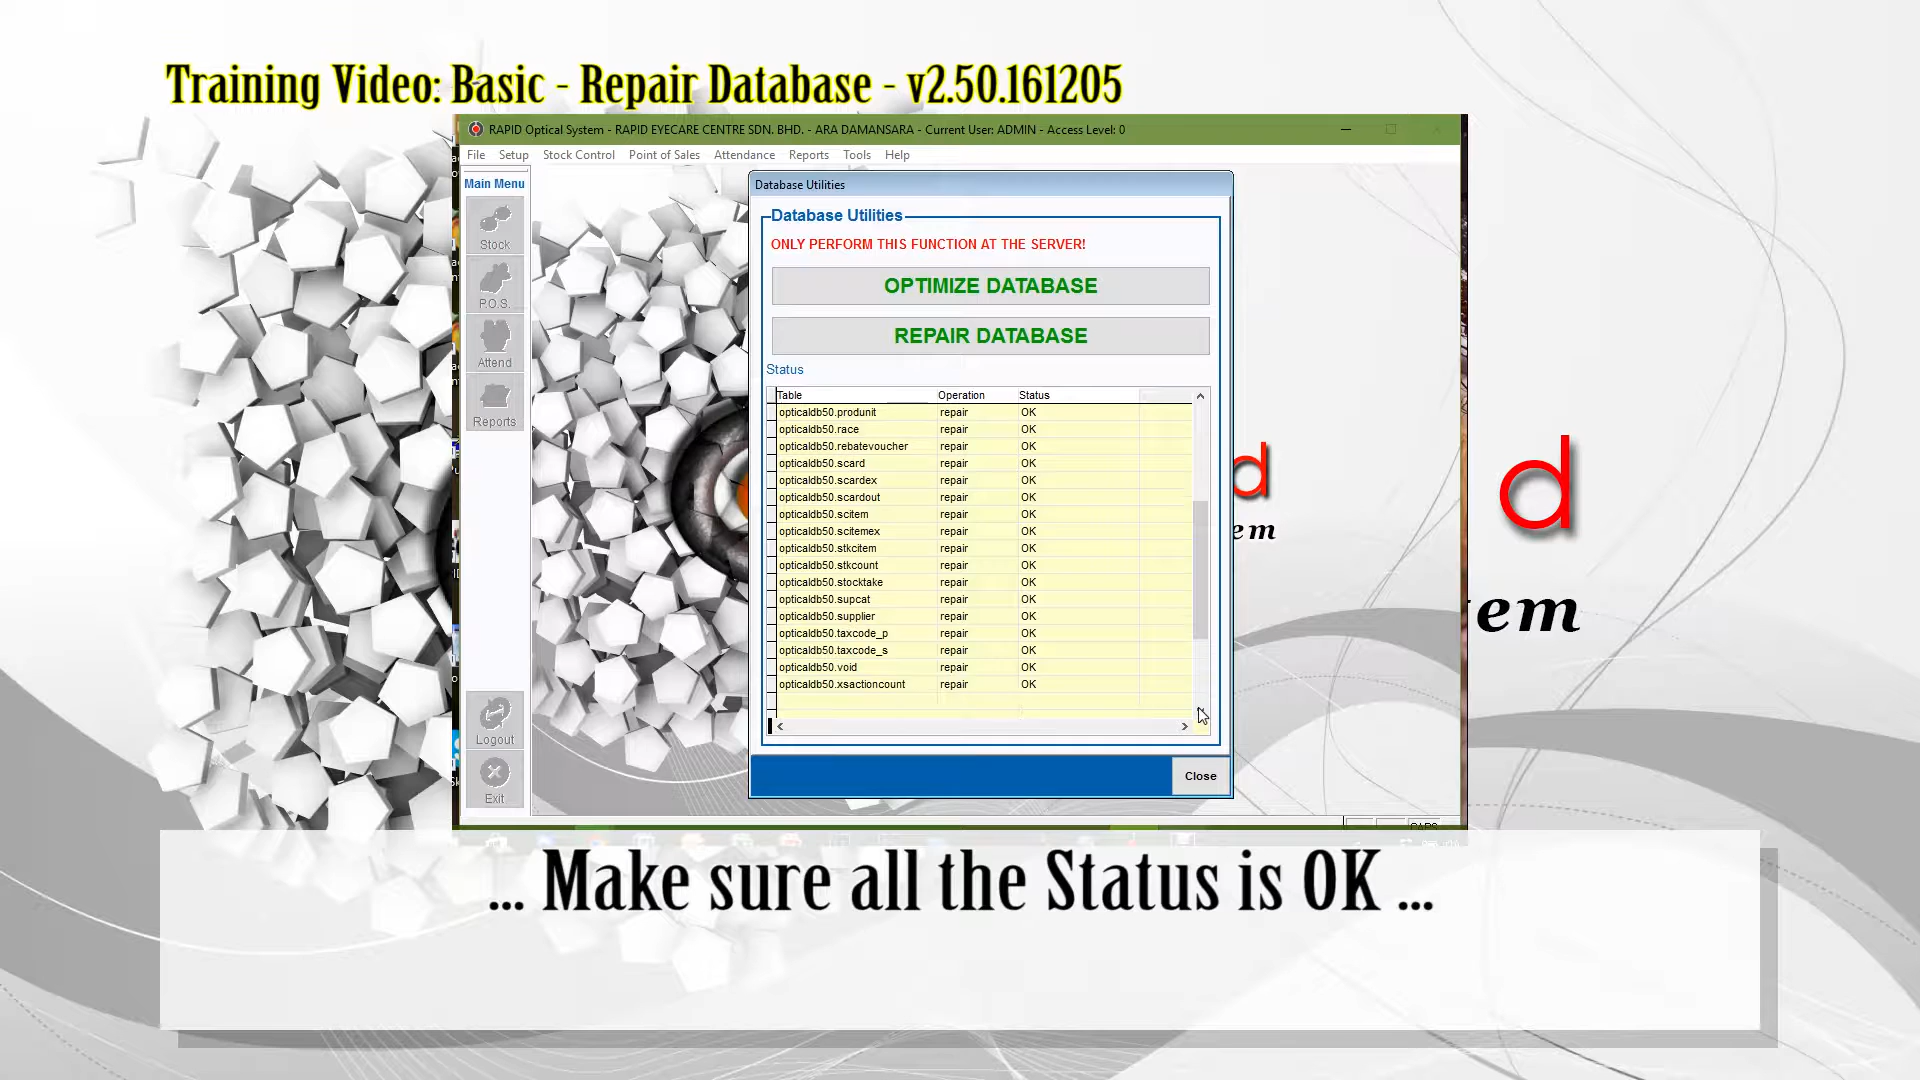 Training Video: Basic - Repair Database - v2.50.161205
RAPID Optical System - RAPID EYECARE CENTRE SDN. BHD. - ARA DAMANSARA - Current User: ADMIN - Access Level: 0
File Setup Stock Control Point of Sales Attendance Reports Tools Help
Main Menu
Stock
P.O.S.
Attend
Reports
Logout
Exit
Database Utilities
Database Utilities
ONLY PERFORM THIS FUNCTION AT THE SERVER!
OPTIMIZE DATABASE
REPAIR DATABASE
Status
Table Operation Status
opticaldb50.produnit repair OK
opticaldb50.race repair OK
opticaldb50.rebatevoucher repair OK
opticaldb50.scard repair OK
opticaldb50.scardex repair OK
opticaldb50.scardout repair OK
opticaldb50.scitem repair OK
opticaldb50.scitemex repair OK
opticaldb50.stkcitem repair OK
opticaldb50.stkcount repair OK
opticaldb50.stocktake repair OK
opticaldb50.supcat repair OK
opticaldb50.supplier repair OK
opticaldb50.taxcode_p repair OK
opticaldb50.taxcode_s repair OK
opticaldb50.void repair OK
opticaldb50.xsactioncount repair OK
Close
d
em
d
em
CAPS
... Make sure all the Status is OK ...